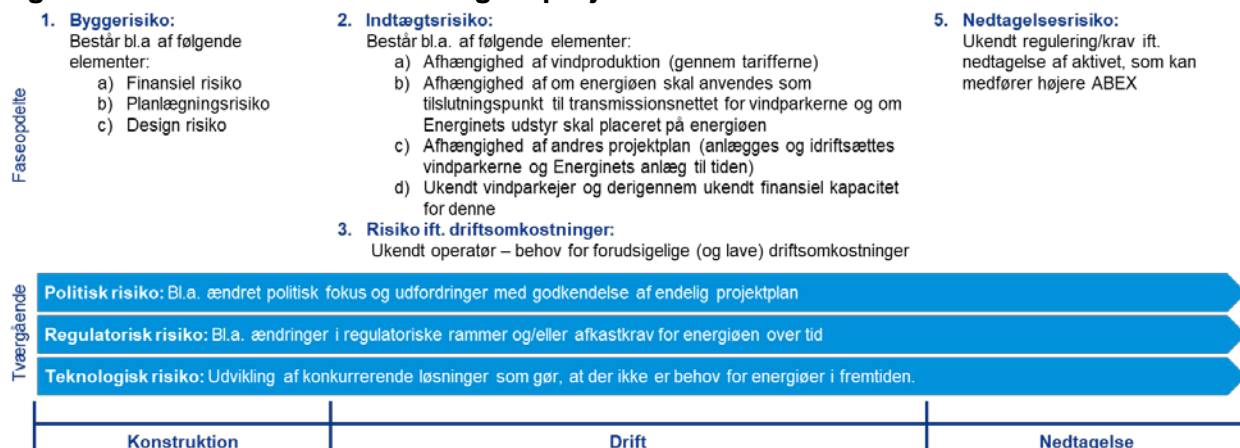 1. Byggerisiko:
Består bl.a af følgende
elementer:
a) Finansiel risiko
b) Planlægningsrisiko
c) Design risiko
2. Indtægtsrisiko:
Består bl.a. af følgende elementer:
a) Afhængighed af vindproduktion (gennem tarifferne)
b) Afhængighed af om energiøen skal anvendes som
tilslutningspunkt til transmissionsnettet for vindparkerne og om
Energinets udstyr skal placeret på energiøen
c) Afhængighed af andres projektplan (anlægges og idriftsættes
vindparkerne og Energinets anlæg til tiden)
d) Ukendt vindparkejer og derigennem ukendt finansiel kapacitet
for denne
3. Risiko ift. driftsomkostninger:
Ukendt operatør – behov for forudsigelige (og lave) driftsomkostninger
5. Nedtagelsesrisiko:
Ukendt regulering/krav ift.
nedtagelse af aktivet, som kan
medfører højere ABEX
Faseopdelte
Tværgående
Politisk risiko: Bl.a. ændret politisk fokus og udfordringer med godkendelse af endelig projektplan
Regulatorisk risiko: Bl.a. ændringer i regulatoriske rammer og/eller afkastkrav for energiøen over tid
Teknologisk risiko: Udvikling af konkurrerende løsninger som gør, at der ikke er behov for energiøer i fremtiden.
Konstruktion
Drift
Nedtagelse